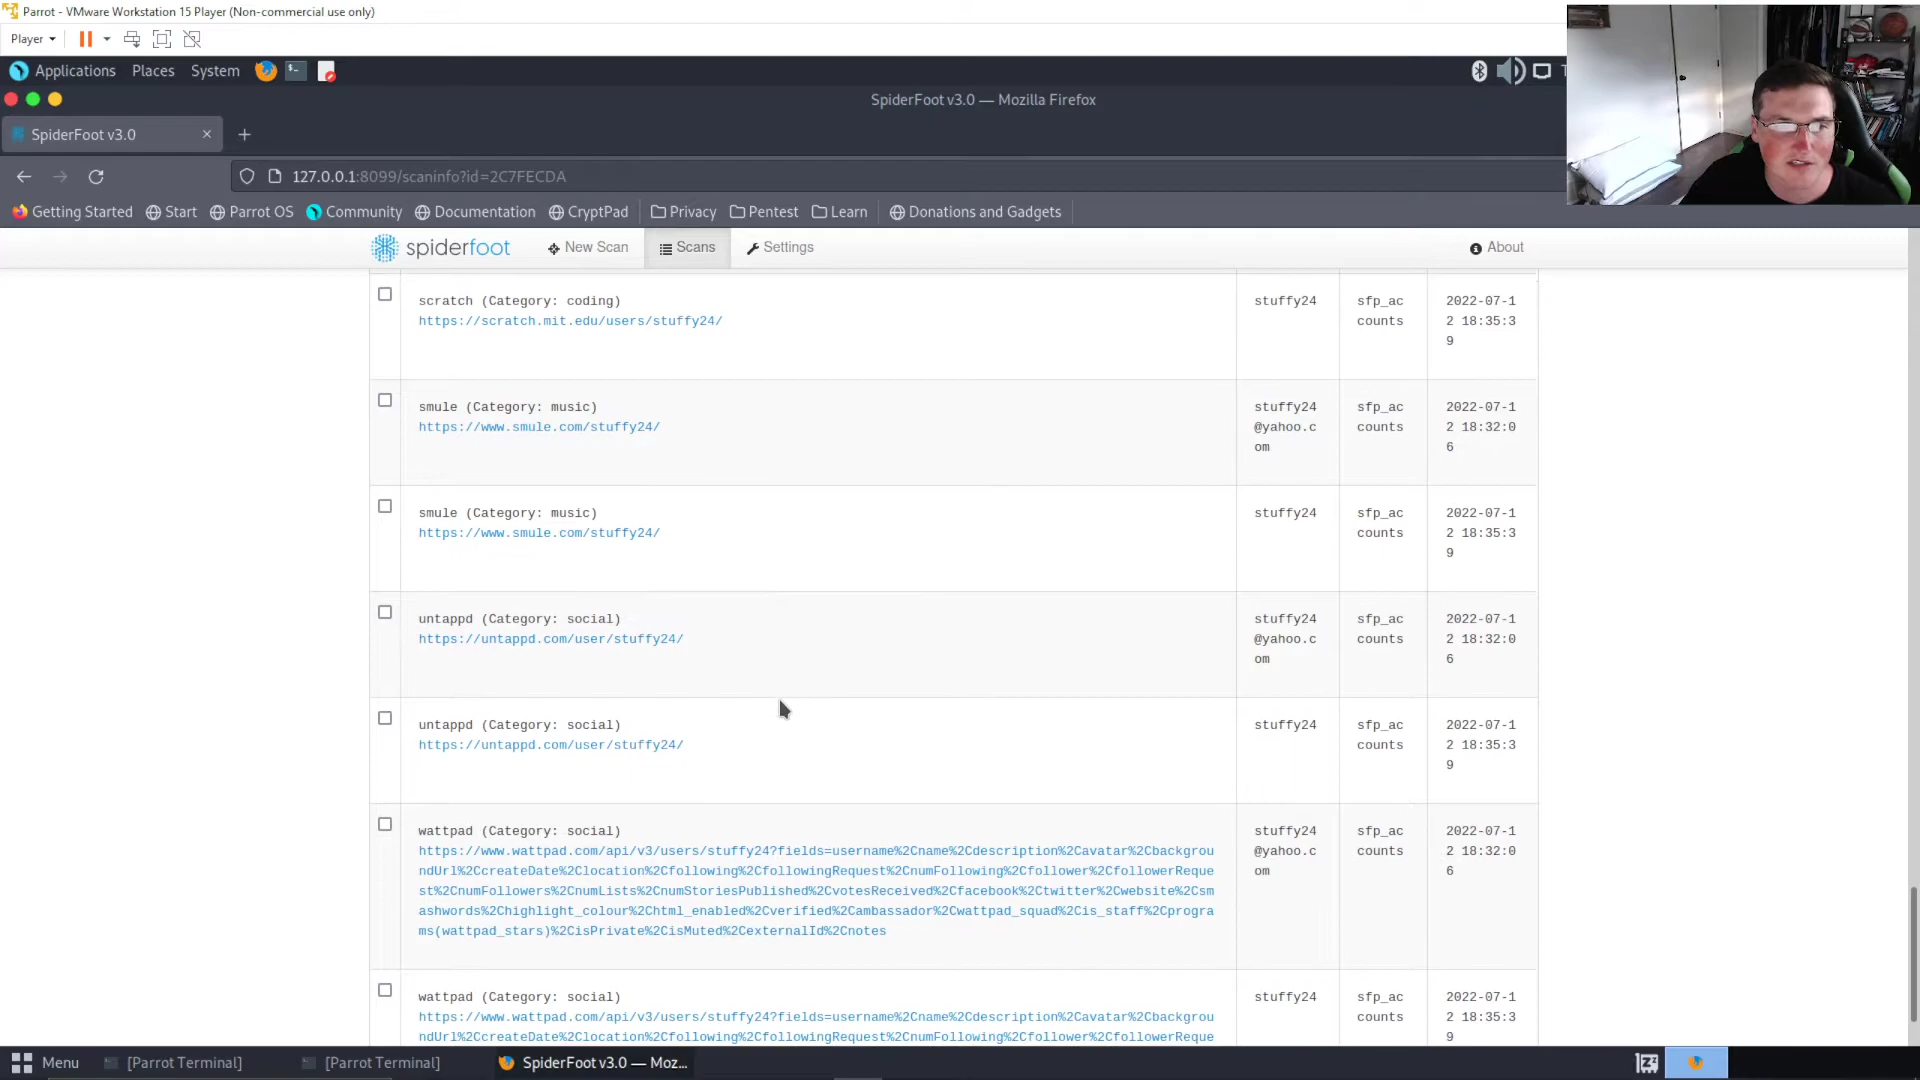 Parrot - VMware Workstation 15 Player (Non-commercial use only)
Player
Applications Places System
SpiderFoot v3.0 — Mozilla Firefox
SpiderFoot v3.0
127.0.0.1:8099/scaninfo?id=2C7FECDA
Getting Started Start Parrot OS Community Documentation CryptPad Privacy Pentest Learn Donations and Gadgets
spiderfoot New Scan Scans Settings About
scratch (Category: coding) stuffy24 sfp_ac 2022-07-1
https://scratch.mit.edu/users/stuffy24/ counts 2 18:35:3
9
smule (Category: music) stuffy24 sfp_ac 2022-07-1
https://www.smule.com/stuffy24/ @yahoo.c counts 2 18:32:0
om 6
smule (Category: music) stuffy24 sfp_ac 2022-07-1
https://www.smule.com/stuffy24/ counts 2 18:35:3
9
untappd (Category: social) stuffy24 sfp_ac 2022-07-1
https://untappd.com/user/stuffy24/ @yahoo.c counts 2 18:32:0
om 6
untappd (Category: social) stuffy24 sfp_ac 2022-07-1
https://untappd.com/user/stuffy24/ counts 2 18:35:3
9
wattpad (Category: social) stuffy24 sfp_ac 2022-07-1
https://www.wattpad.com/api/v3/users/stuffy24?fields=username%2Cname%2Cdescription%2Cavatar%2Cbackgrou @yahoo.c counts 2 18:32:0
ndUrl%2CcreateDate%2Clocation%2Cfollowing%2CfollowingRequest%2CnumFollowing%2Cfollower%2CfollowerReque om 6
st%2CnumFollowers%2CnumLists%2CnumStoriesPublished%2CvotesReceived%2Cfacebook%2Ctwitter%2Cwebsite%2Csm
ashwords%2Chighlight_colour%2Chtml_enabled%2Cverified%2Cambassador%2Cwattpad_squad%2Cis_staff%2Cprogra
ms(wattpad_stars)%2CisPrivate%2CisMuted%2CexternalId%2Cnotes
wattpad (Category: social) stuffy24 sfp_ac 2022-07-1
https://www.wattpad.com/api/v3/users/stuffy24?fields=username%2Cname%2Cdescription%2Cavatar%2Cbackgrou counts 2 18:35:3
ndUrl%2CcreateDate%2Clocation%2Cfollowing%2CfollowingRequest%2CnumFollowing%2Cfollower%2CfollowerReque 9
Menu [Parrot Terminal] [Parrot Terminal] SpiderFoot v3.0 — Moz...